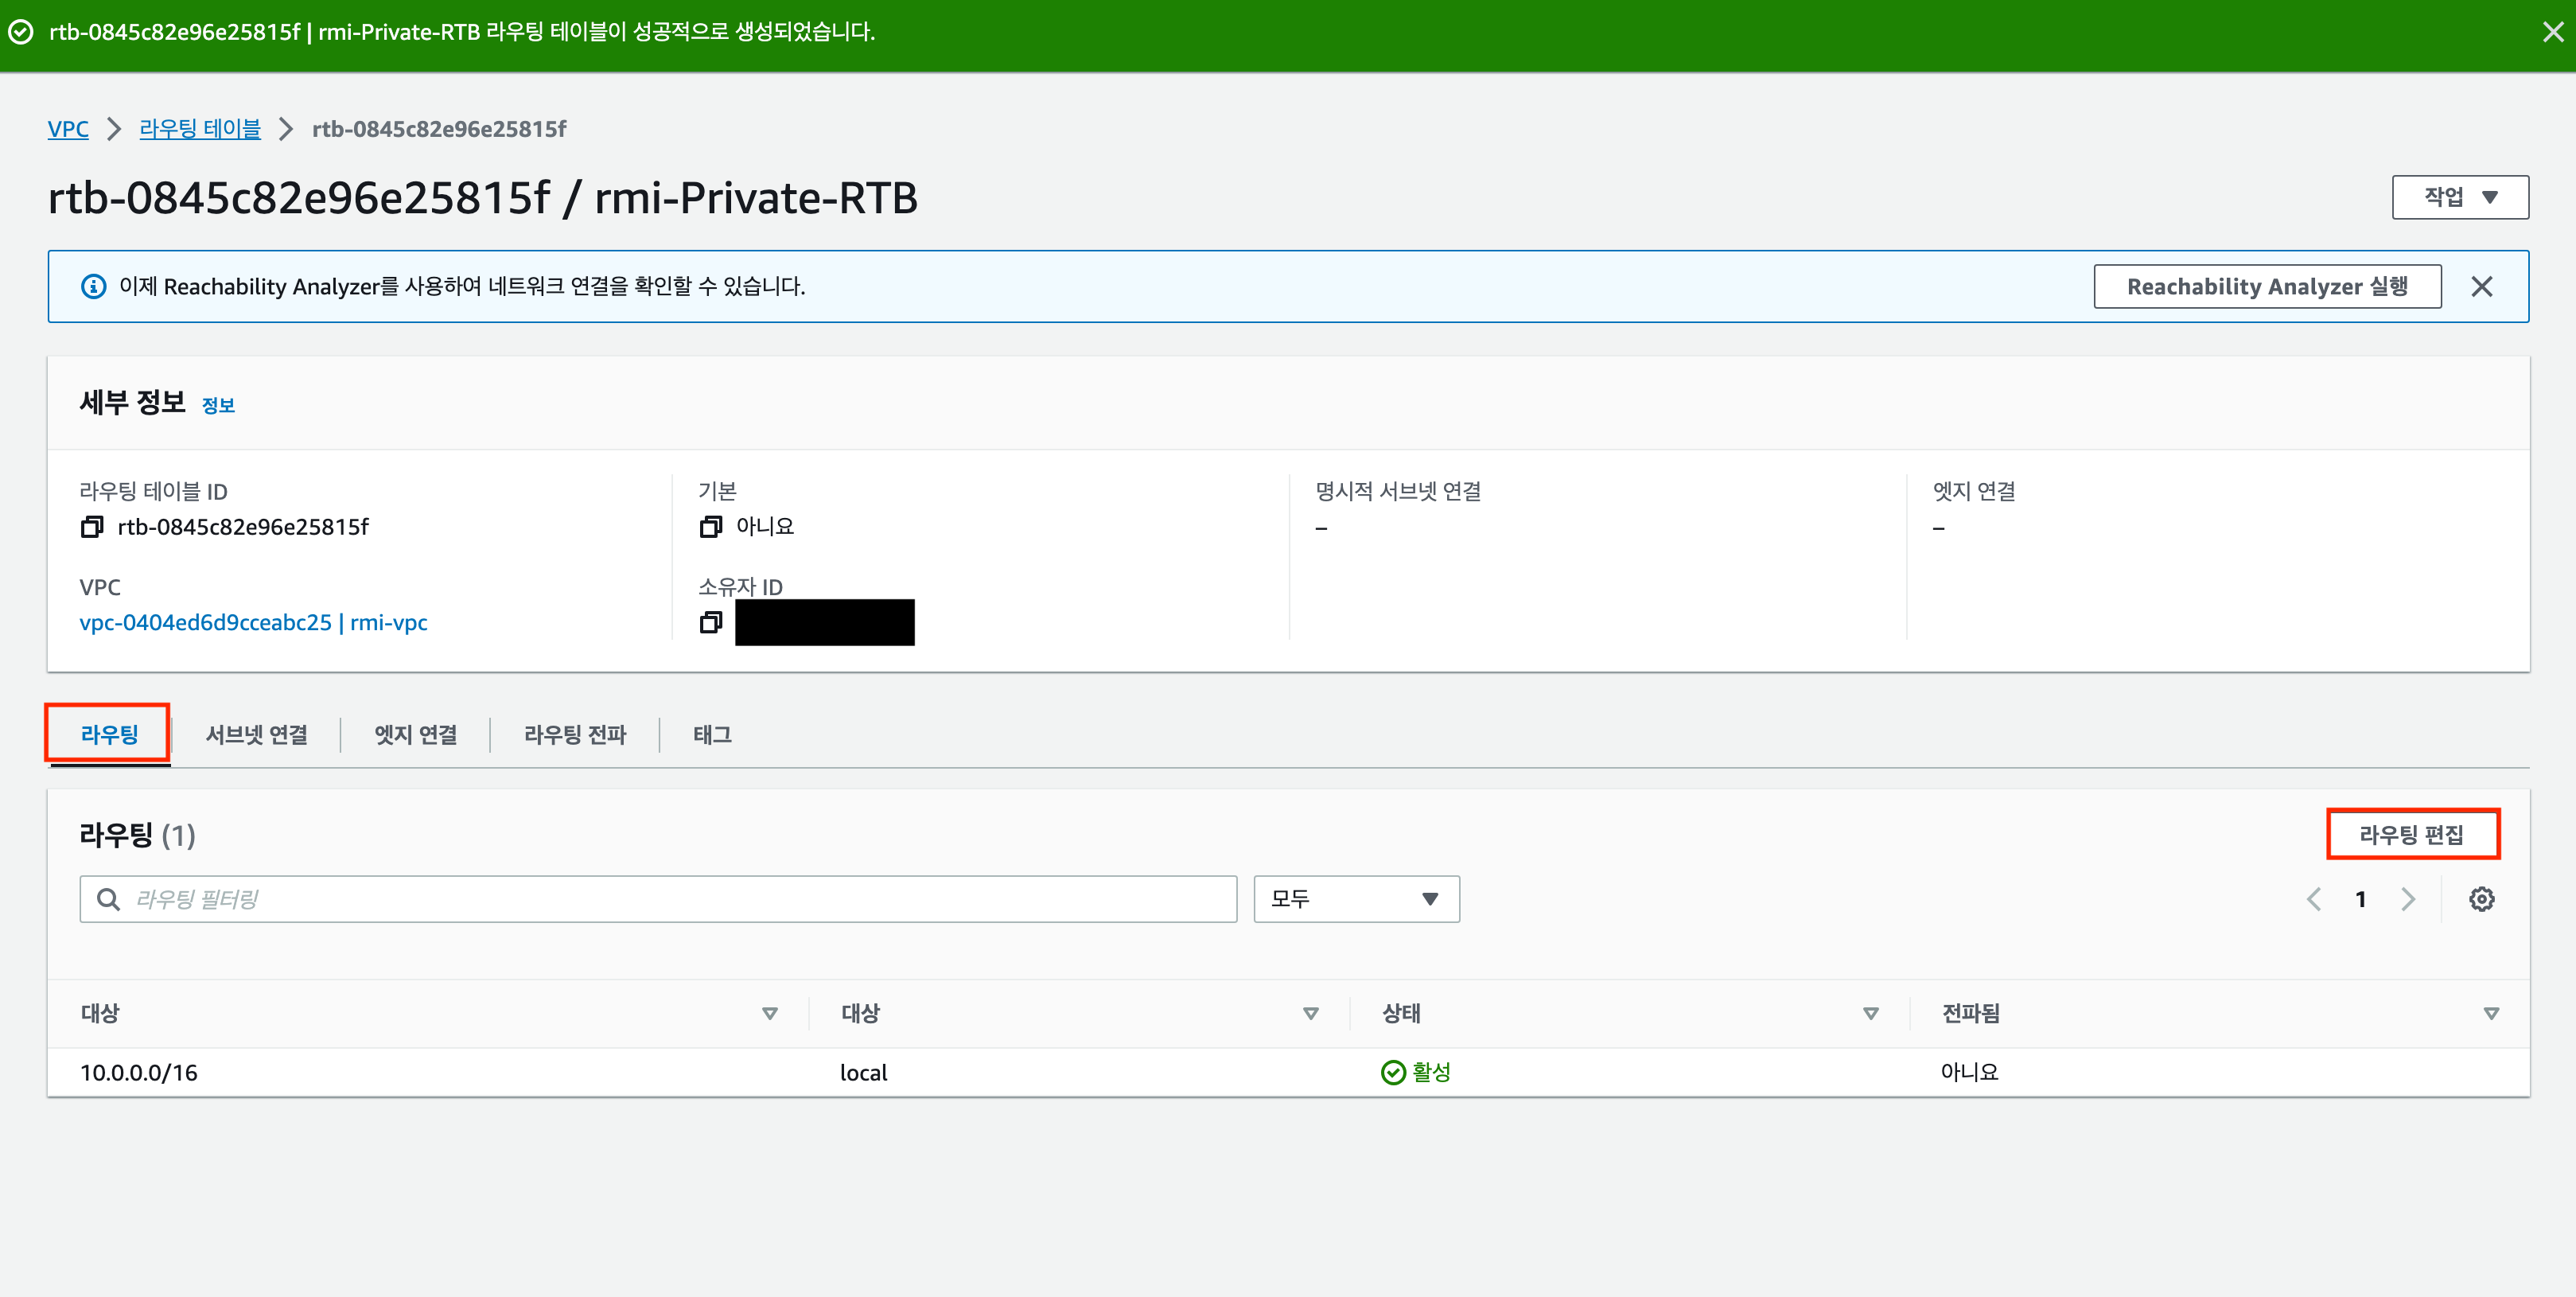 rtb-0845c82e96e25815f | rmi-Private-RTB 라우팅 테이블이 성공적으로 생성되었습니다.
VPC > 라우팅 테이블 > rtb-0845c82e96e25815f
rtb-0845c82e96e25815f / rmi-Private-RTB
작업
이제 Reachability Analyzer를 사용하여 네트워크 연결을 확인할 수 있습니다.
Reachability Analyzer 실행
세부 정보 정보
라우팅 테이블 ID
rtb-0845c82e96e25815f
기본
아니요
명시적 서브넷 연결
–
엣지 연결
–
VPC
vpc-0404ed6d9cceabc25 | rmi-vpc
소유자 ID
라우팅 서브넷 연결 엣지 연결 라우팅 전파 태그
라우팅 (1)
라우팅 편집
라우팅 필터링
모두
1
대상 대상 상태 전파됨
10.0.0.0/16 local 활성 아니요